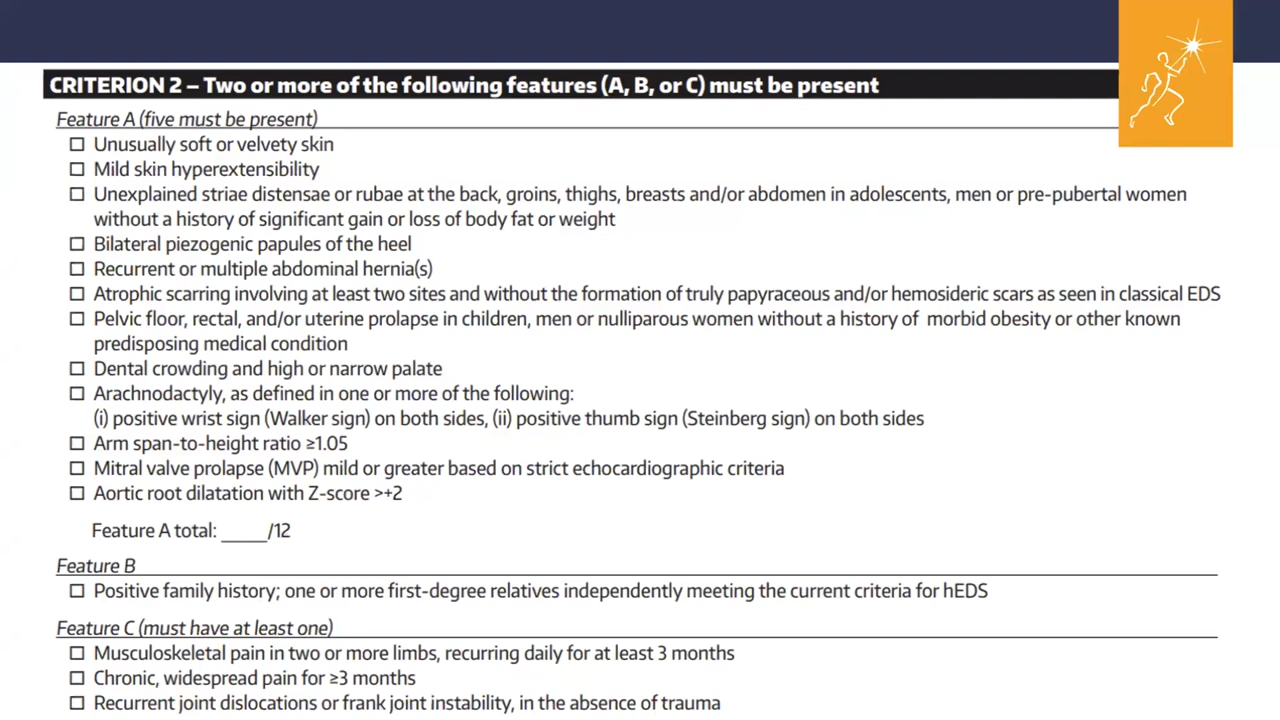 CRITERION 2 – Two or more of the following features (A, B, or C) must be present
Feature A (five must be present)
☐ Unusually soft or velvety skin
☐ Mild skin hyperextensibility
☐ Unexplained striae distensae or rubae at the back, groins, thighs, breasts and/or abdomen in adolescents, men or pre-pubertal women
without a history of significant gain or loss of body fat or weight
☐ Bilateral piezogenic papules of the heel
☐ Recurrent or multiple abdominal hernia(s)
☐ Atrophic scarring involving at least two sites and without the formation of truly papyraceous and/or hemosideric scars as seen in classical EDS
☐ Pelvic floor, rectal, and/or uterine prolapse in children, men or nulliparous women without a history of morbid obesity or other known
predisposing medical condition
☐ Dental crowding and high or narrow palate
☐ Arachnodactyly, as defined in one or more of the following:
(i) positive wrist sign (Walker sign) on both sides, (ii) positive thumb sign (Steinberg sign) on both sides
☐ Arm span-to-height ratio ≥1.05
☐ Mitral valve prolapse (MVP) mild or greater based on strict echocardiographic criteria
☐ Aortic root dilatation with Z-score >+2
Feature A total: _____/12
Feature B
☐ Positive family history; one or more first-degree relatives independently meeting the current criteria for hEDS
Feature C (must have at least one)
☐ Musculoskeletal pain in two or more limbs, recurring daily for at least 3 months
☐ Chronic, widespread pain for ≥3 months
☐ Recurrent joint dislocations or frank joint instability, in the absence of trauma